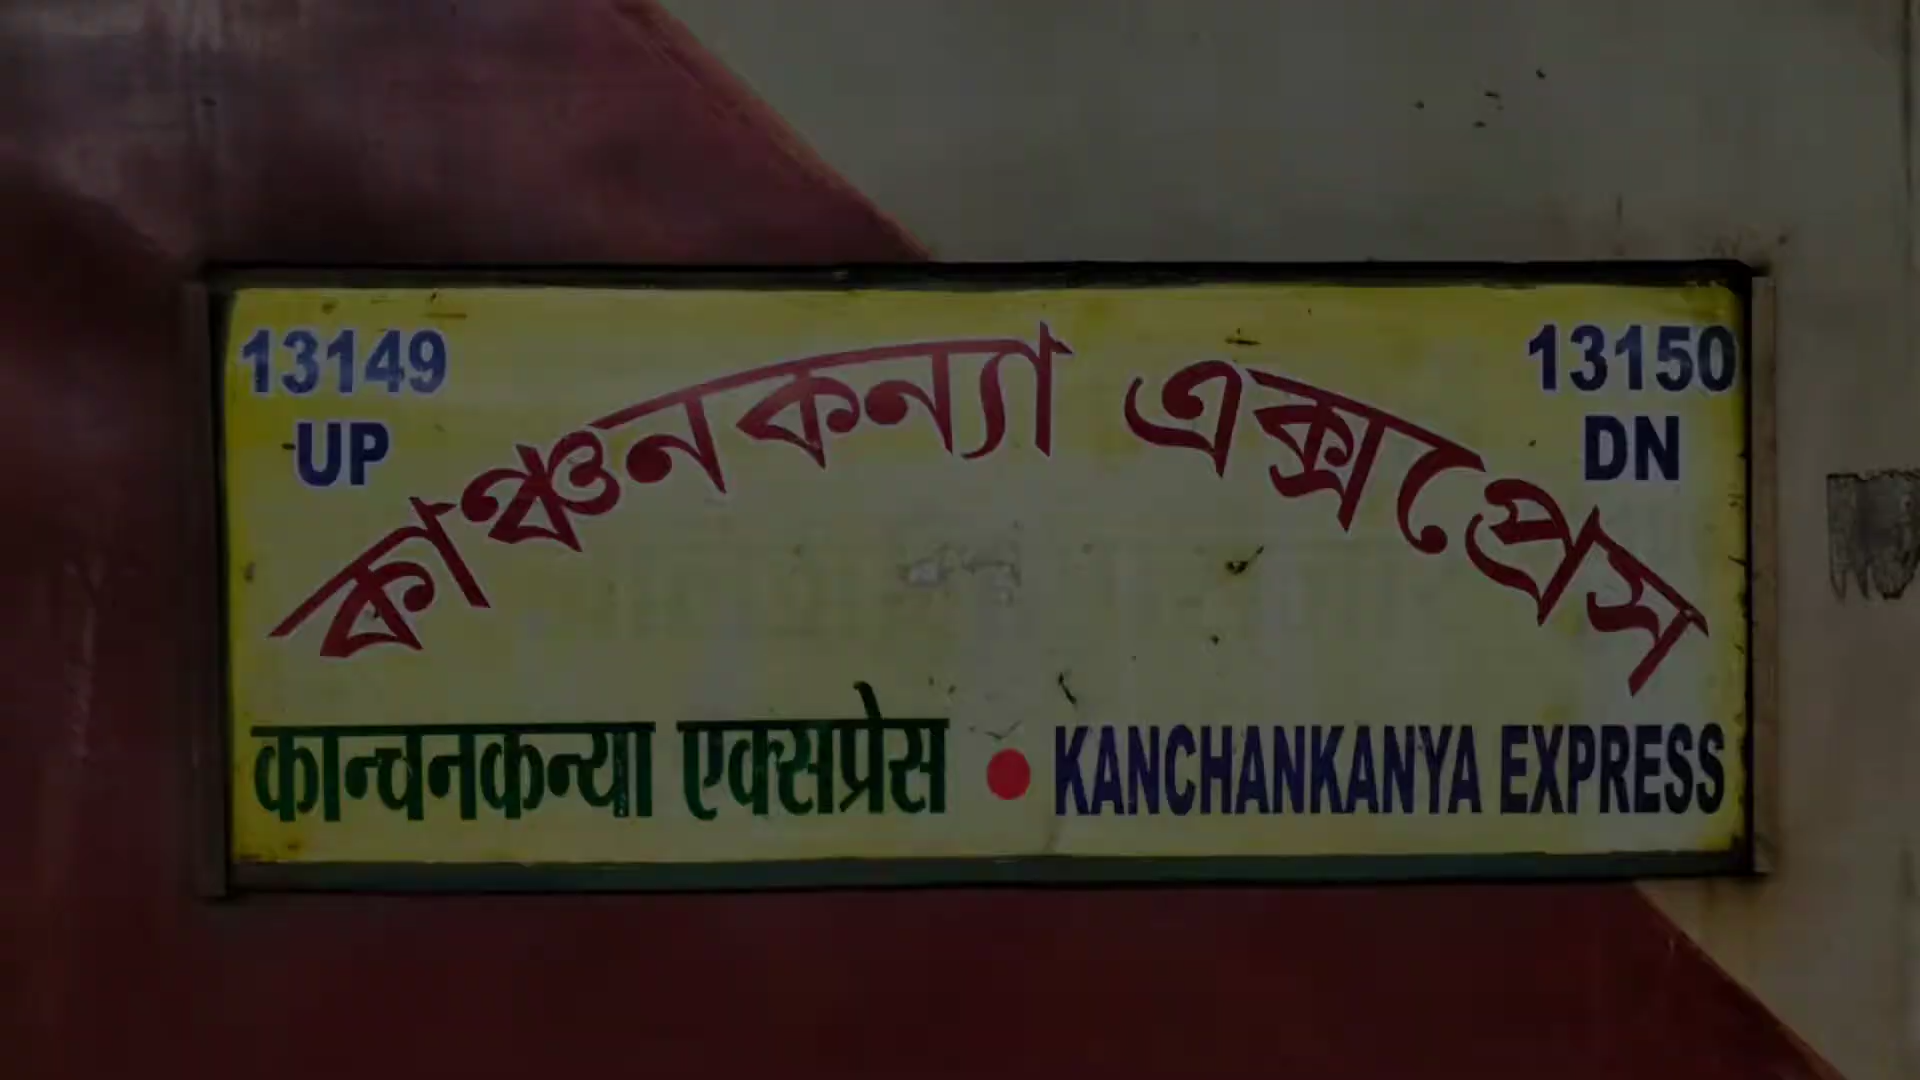 13149
UP
কাঞ্চনকন্যা এক্সপ্রেস
13150
DN
कान्चनकन्या एक्सप्रेस • KANCHANKANYA EXPRESS